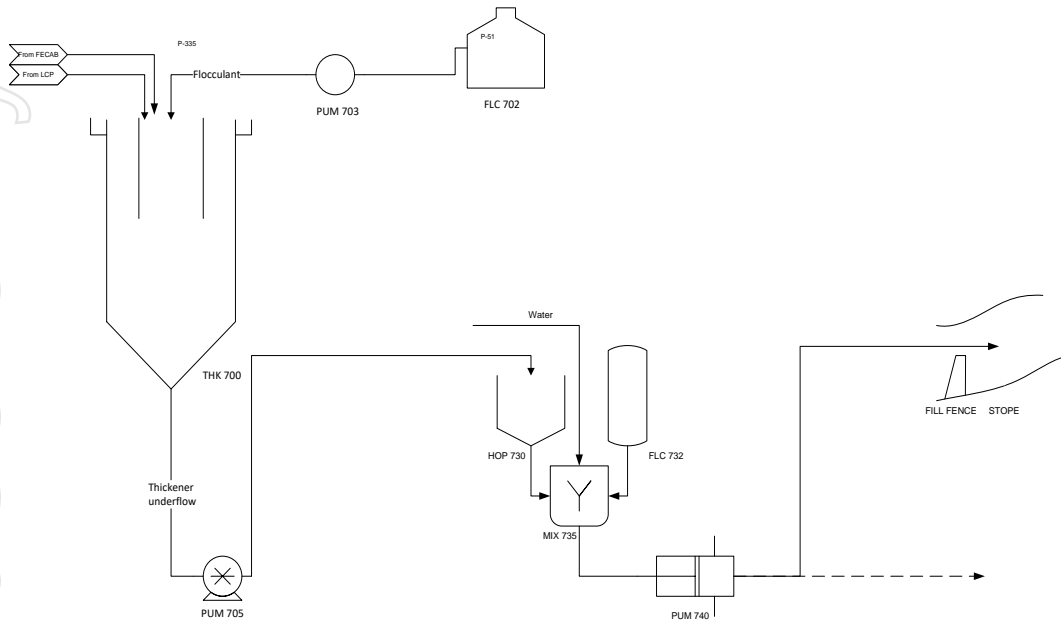 P-335
P-51
From FECAB
From LCP
Flocculant
PUM 703
FLC 702
Water
THK 700
FILL FENCE STOPE
HOP 730
FLC 732
Thickener
underflow
MIX 735
PUM 705
PUM 740